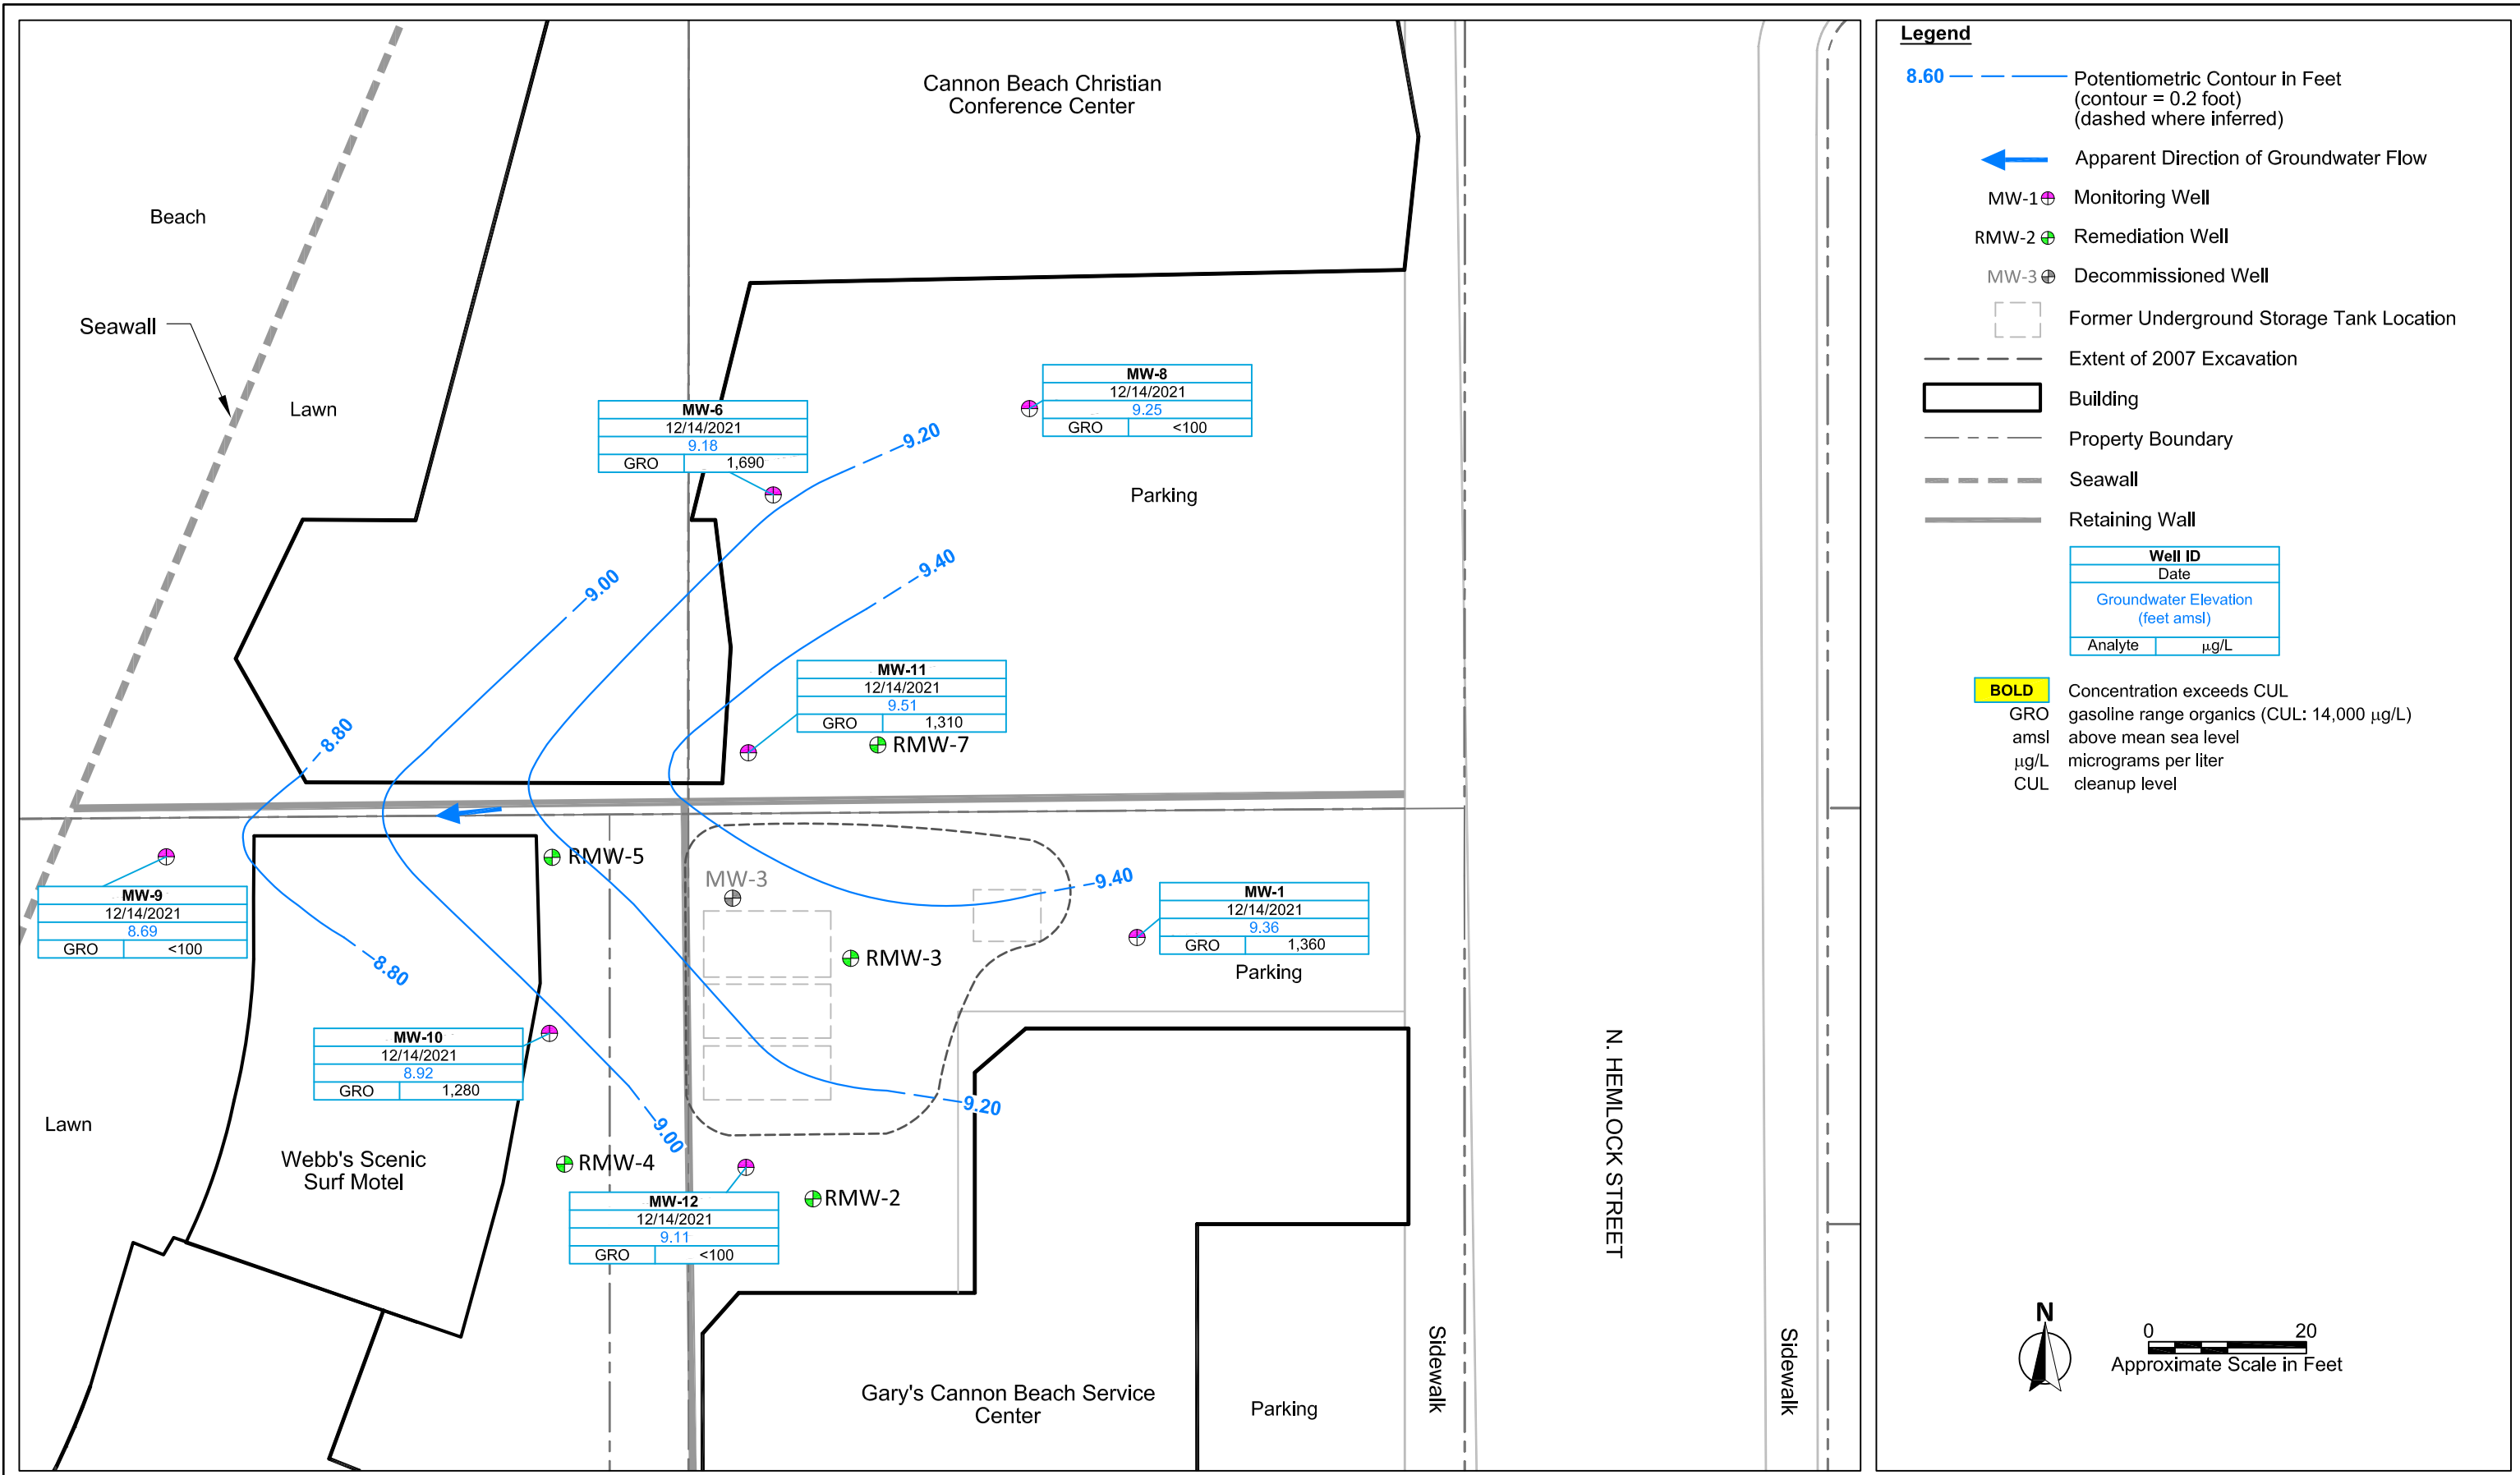 Cannon Beach Christian
Conference Center
Beach
Seawall
Lawn
MW-8
12/14/2021
9.25
GRO <100
MW-6
12/14/2021
9.18
GRO 1,690
9.20
Parking
9.40
9.00
MW-11
12/14/2021
9.51
GRO 1,310
RMW-7
8.80
RMW-5
MW-3
9.40
MW-9
12/14/2021
8.69
GRO <100
MW-1
12/14/2021
9.36
GRO 1,360
Parking
RMW-3
8.80
MW-10
12/14/2021
8.92
GRO 1,280
9.20
9.00
Lawn
Webb's Scenic
Surf Motel
RMW-4
RMW-2
MW-12
12/14/2021
9.11
GRO <100
N. HEMLOCK STREET
Sidewalk
Sidewalk
Gary's Cannon Beach Service
Center
Parking
Legend
8.60 Potentiometric Contour in Feet
(contour = 0.2 foot)
(dashed where inferred)
Apparent Direction of Groundwater Flow
MW-1 Monitoring Well
RMW-2 Remediation Well
MW-3 Decommissioned Well
Former Underground Storage Tank Location
Extent of 2007 Excavation
Building
Property Boundary
Seawall
Retaining Wall
Well ID
Date
Groundwater Elevation
(feet amsl)
Analyte µg/L
BOLD Concentration exceeds CUL
GRO gasoline range organics (CUL: 14,000 µg/L)
amsl above mean sea level
µg/L micrograms per liter
CUL cleanup level
N
0 20
Approximate Scale in Feet